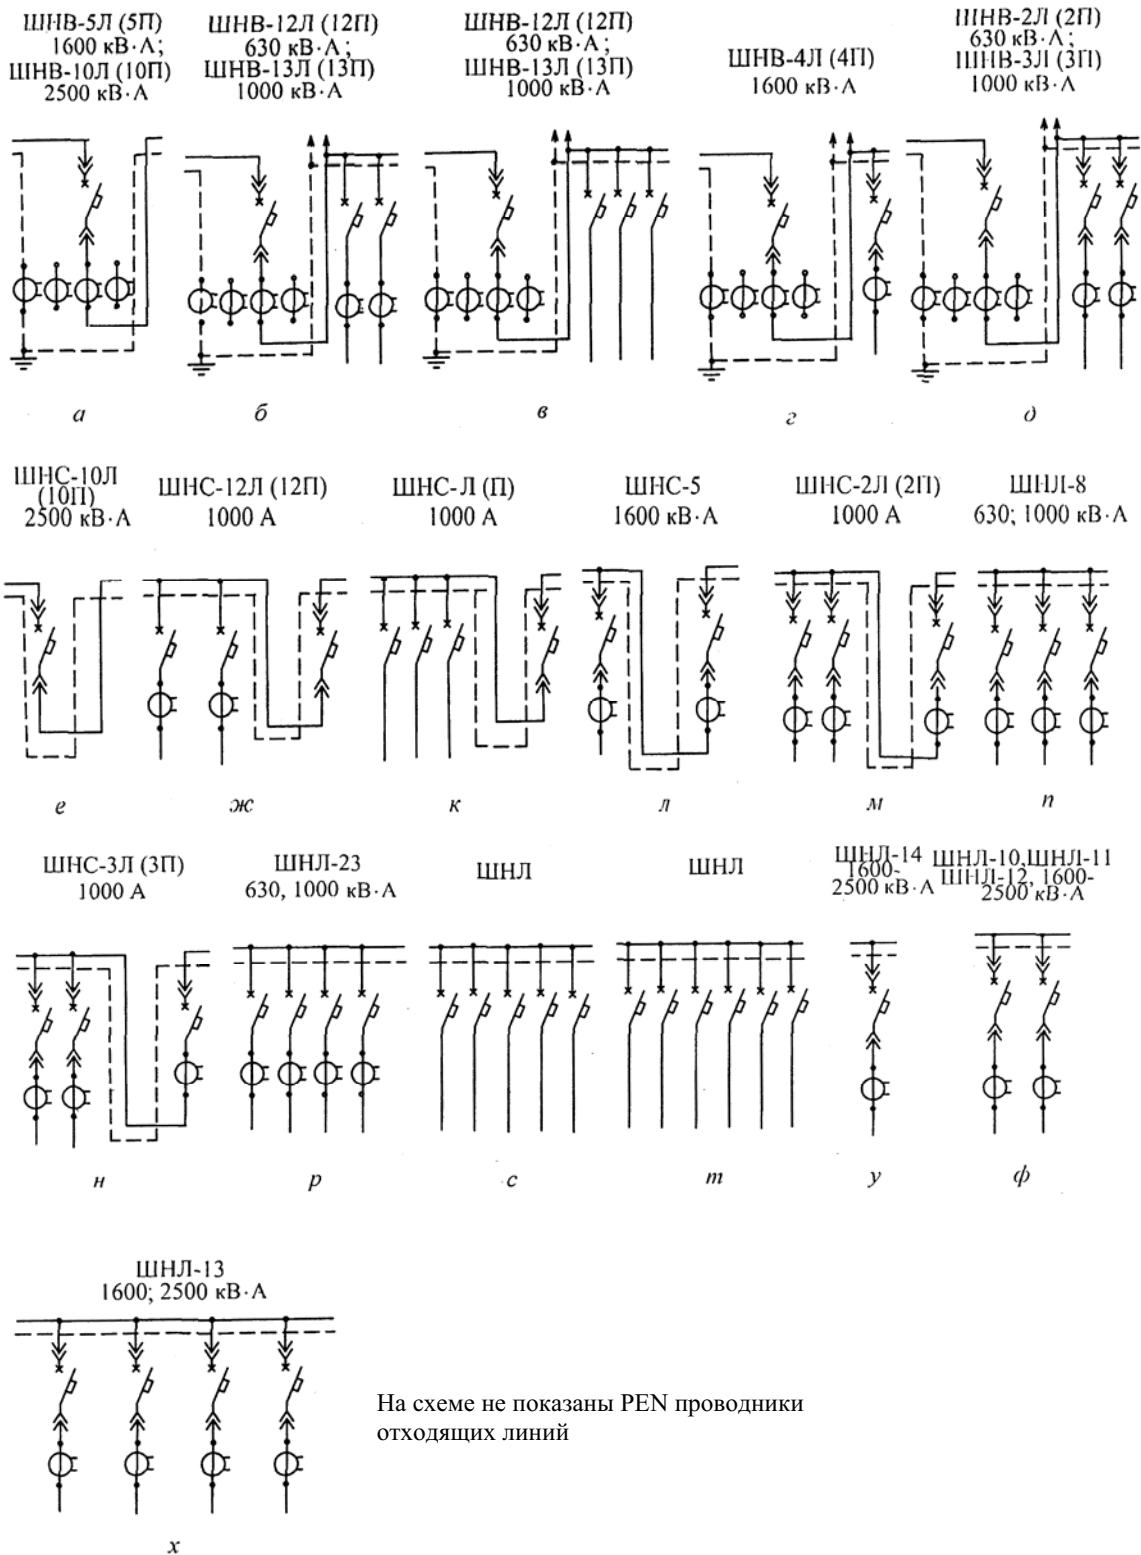 ШНВ-5Л (5П)
1600 кВ·А;
ШНВ-10Л (10П)
2500 кВ·А
ШНВ-12Л (12П)
630 кВ·А;
ШНВ-13Л (13П)
1000 кВ·А
ШНВ-12Л (12П)
630 кВ·А;
ШНВ-13Л (13П)
1000 кВ·А
ШНВ-4Л (4П)
1600 кВ·А
ШНВ-2Л (2П)
630 кВ·А;
ШНВ-3Л (3П)
1000 кВ·А
а
б
в
г
д
ШНС-10Л
(10П)
2500 кВ·А
ШНС-12Л (12П)
1000 А
ШНС-Л (П)
1000 А
ШНС-5
1600 кВ·А
ШНС-2Л (2П)
1000 А
ШНЛ-8
630; 1000 кВ·А
е
ж
к
л
м
п
ШНС-3Л (3П)
1000 А
ШНЛ-23
630, 1000 кВ·А
ШНЛ
ШНЛ
ШНЛ-14
1600-
2500 кВ·А
ШНЛ-10,ШНЛ-11
ШНЛ-12, 1600-
2500 кВ·А
н
р
с
т
у
ф
ШНЛ-13
1600; 2500 кВ·А
На схеме не показаны PEN проводники
отходящих линий
х